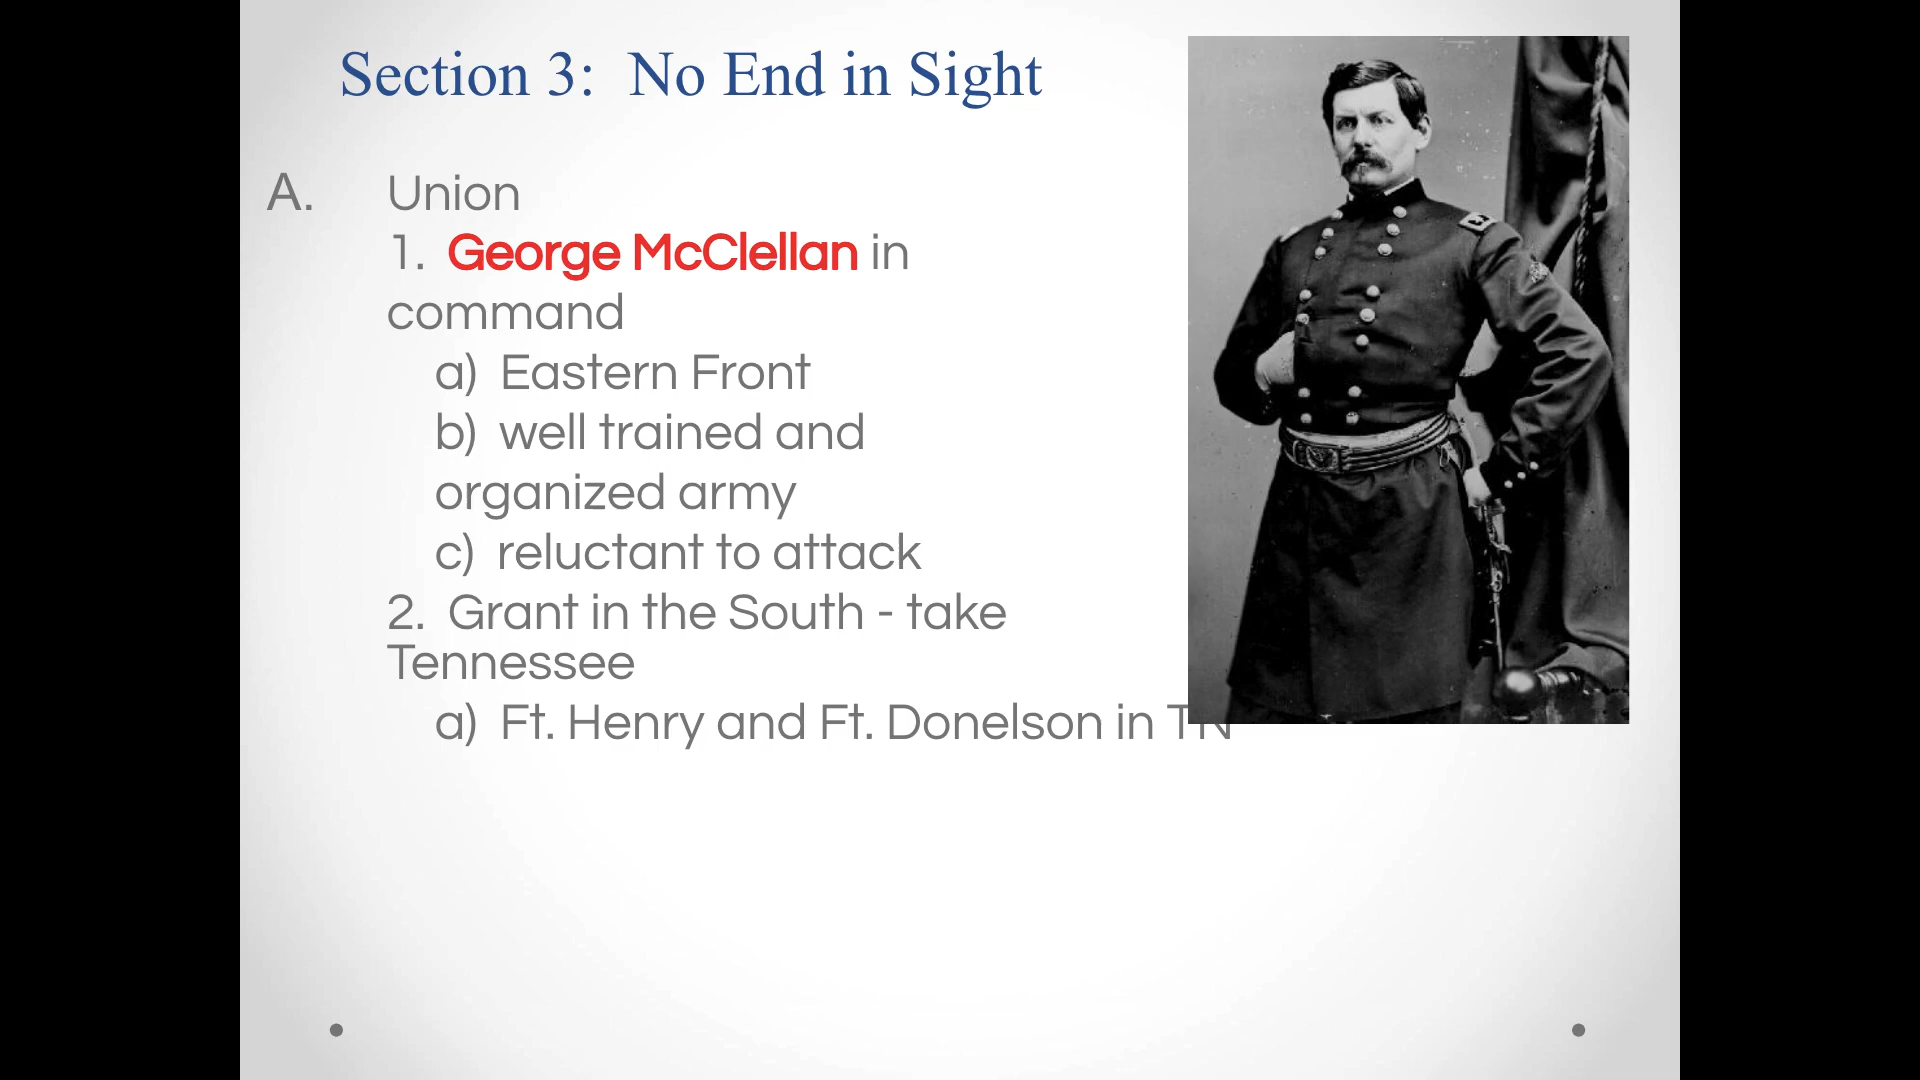 Section 3:  No End in Sight
A. Union
1. George McClellan in
command
a) Eastern Front
b) well trained and
organized army
c) reluctant to attack
2. Grant in the South - take
Tennessee
a) Ft. Henry and Ft. Donelson in TN